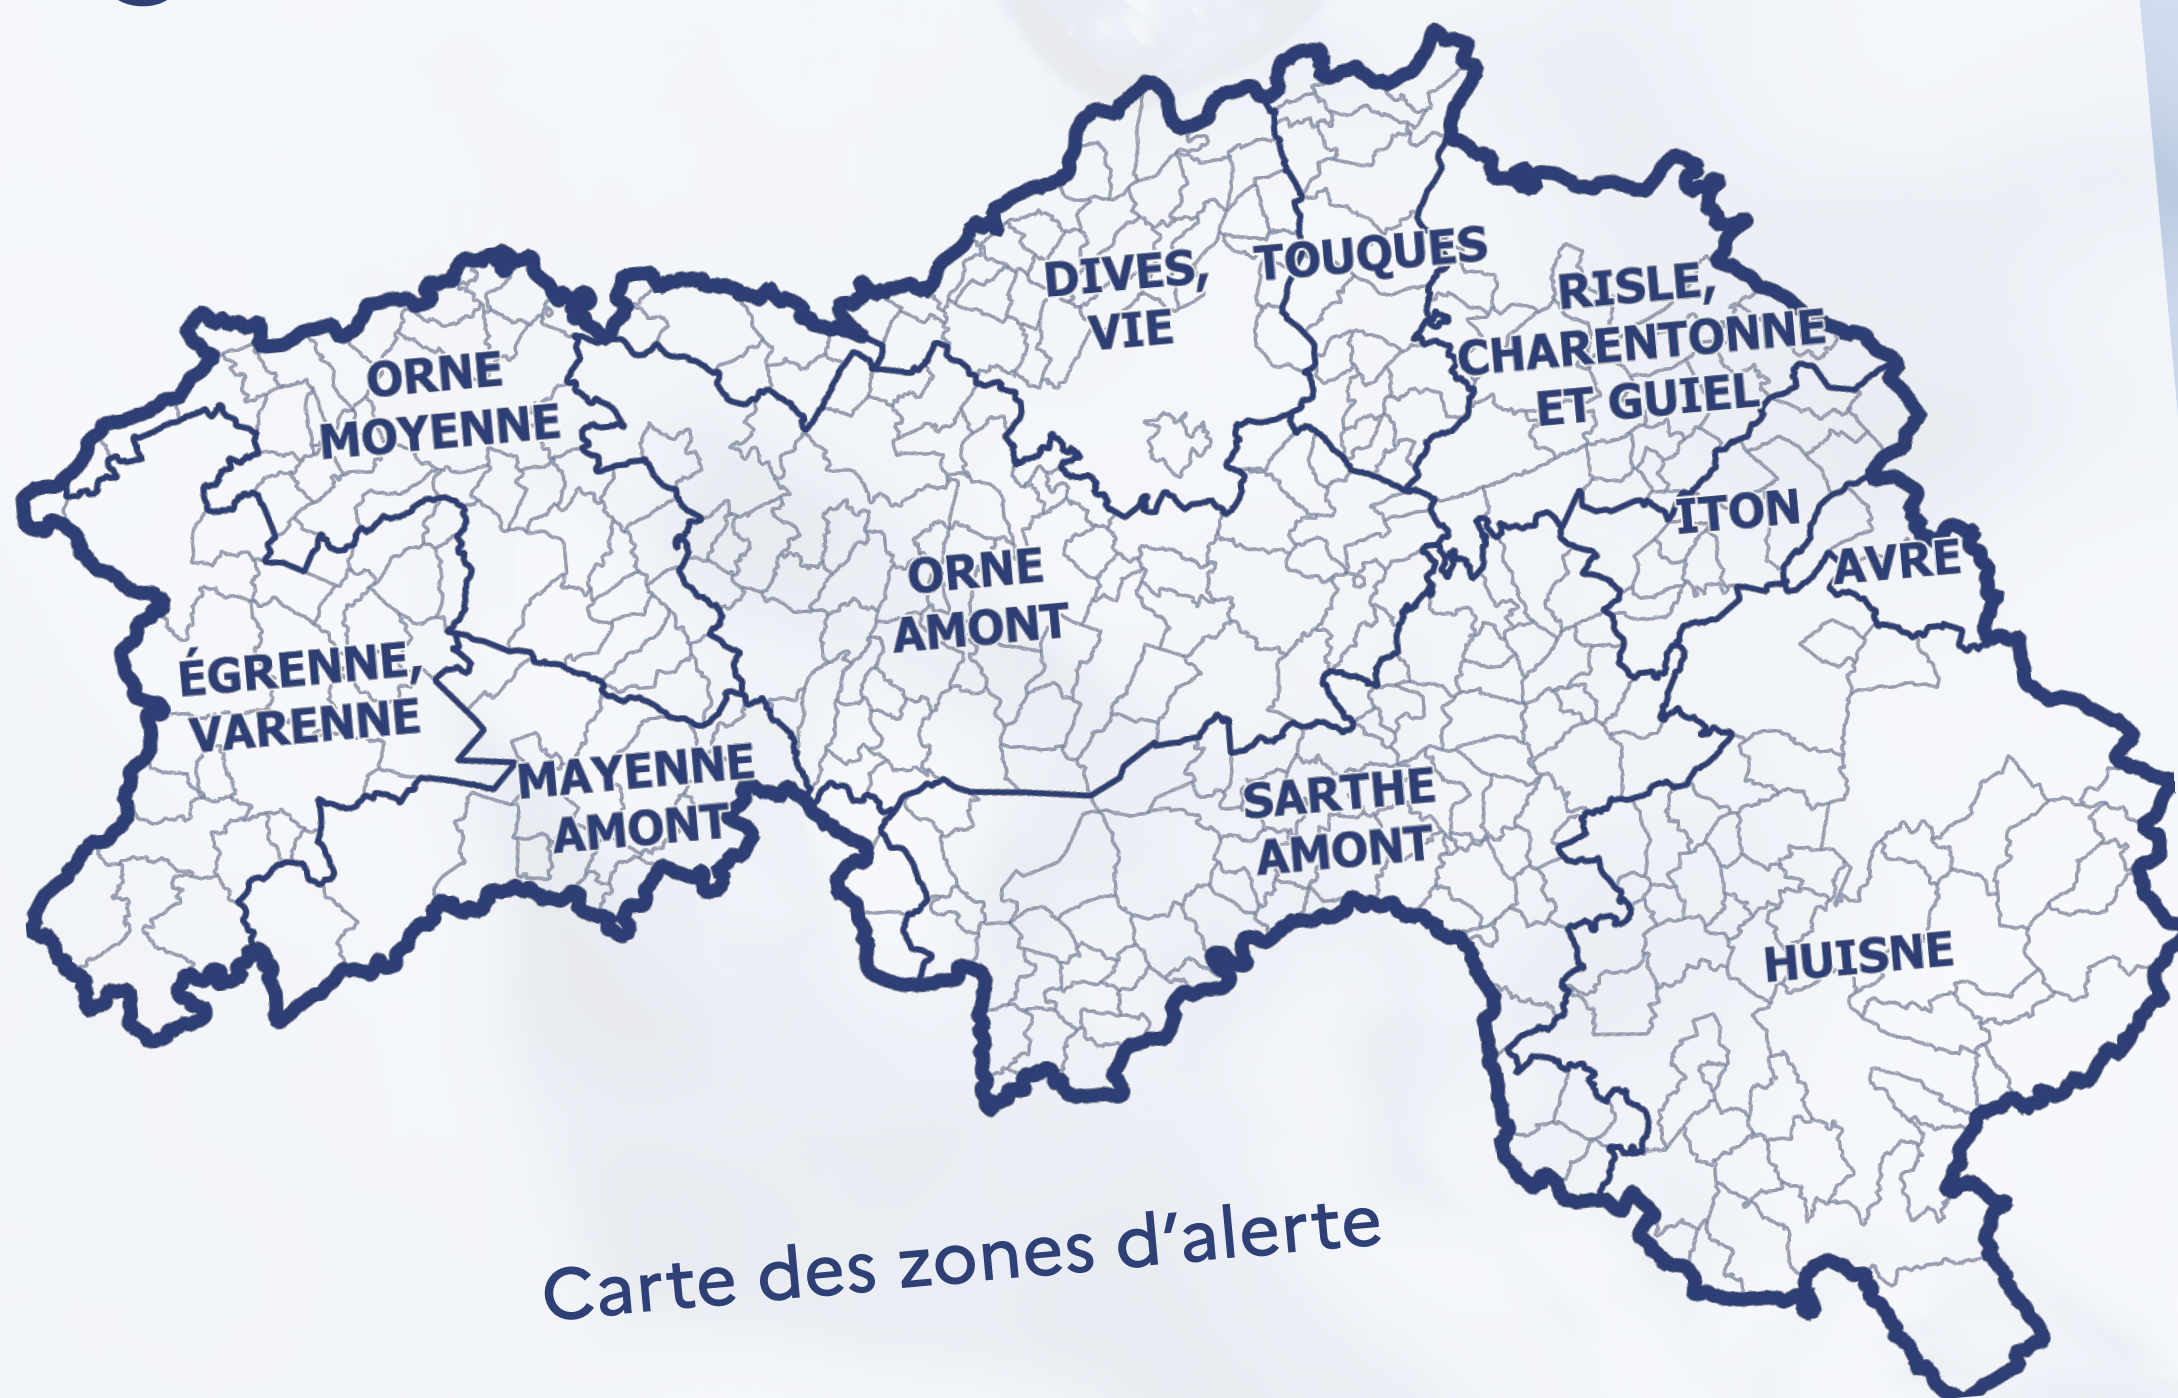 DIVES,
VIE
TOUQUES
RISLE,
CHARENTONNE
ET GUIEL
ORNE
MOYENNE
ITON
AVRE
ORNE
AMONT
ÉGRENNE,
VARENNE
MAYENNE
AMONT
SARTHE
AMONT
HUISNE
Carte des zones d’alerte